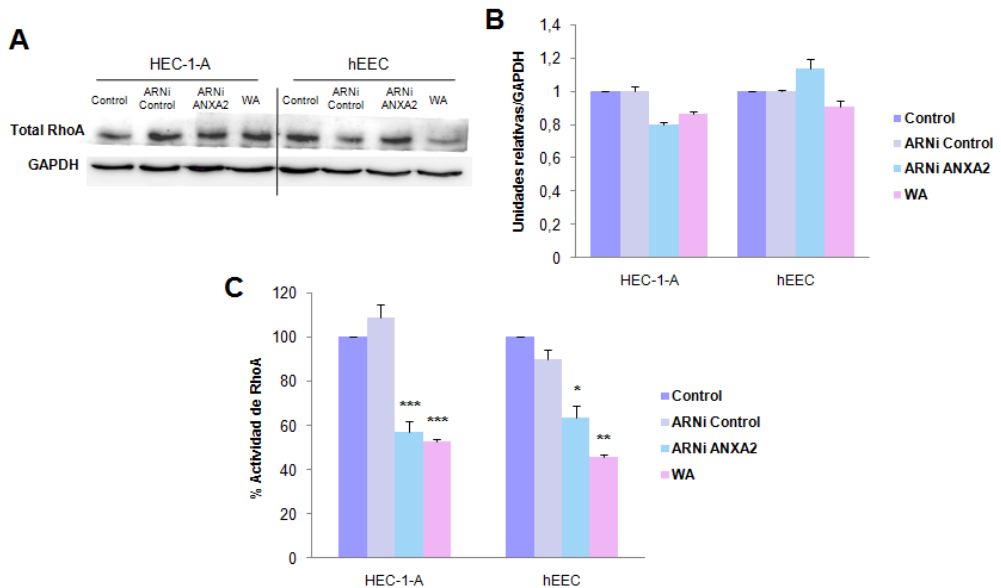 A
HEC-1-A hEEC
Control ARNi Control ARNi ANXA2 WA Control ARNi Control ARNi ANXA2 WA
Total RhoA
GAPDH
B
Unidades relativas/GAPDH
1,4
1,2
1
0,8
0,6
0,4
0,2
0
HEC-1-A hEEC
Control
ARNi Control
ARNi ANXA2
WA
C
% Actividad de RhoA
120
100
80
60
40
20
0
*** *** * **
HEC-1-A hEEC
Control
ARNi Control
ARNi ANXA2
WA